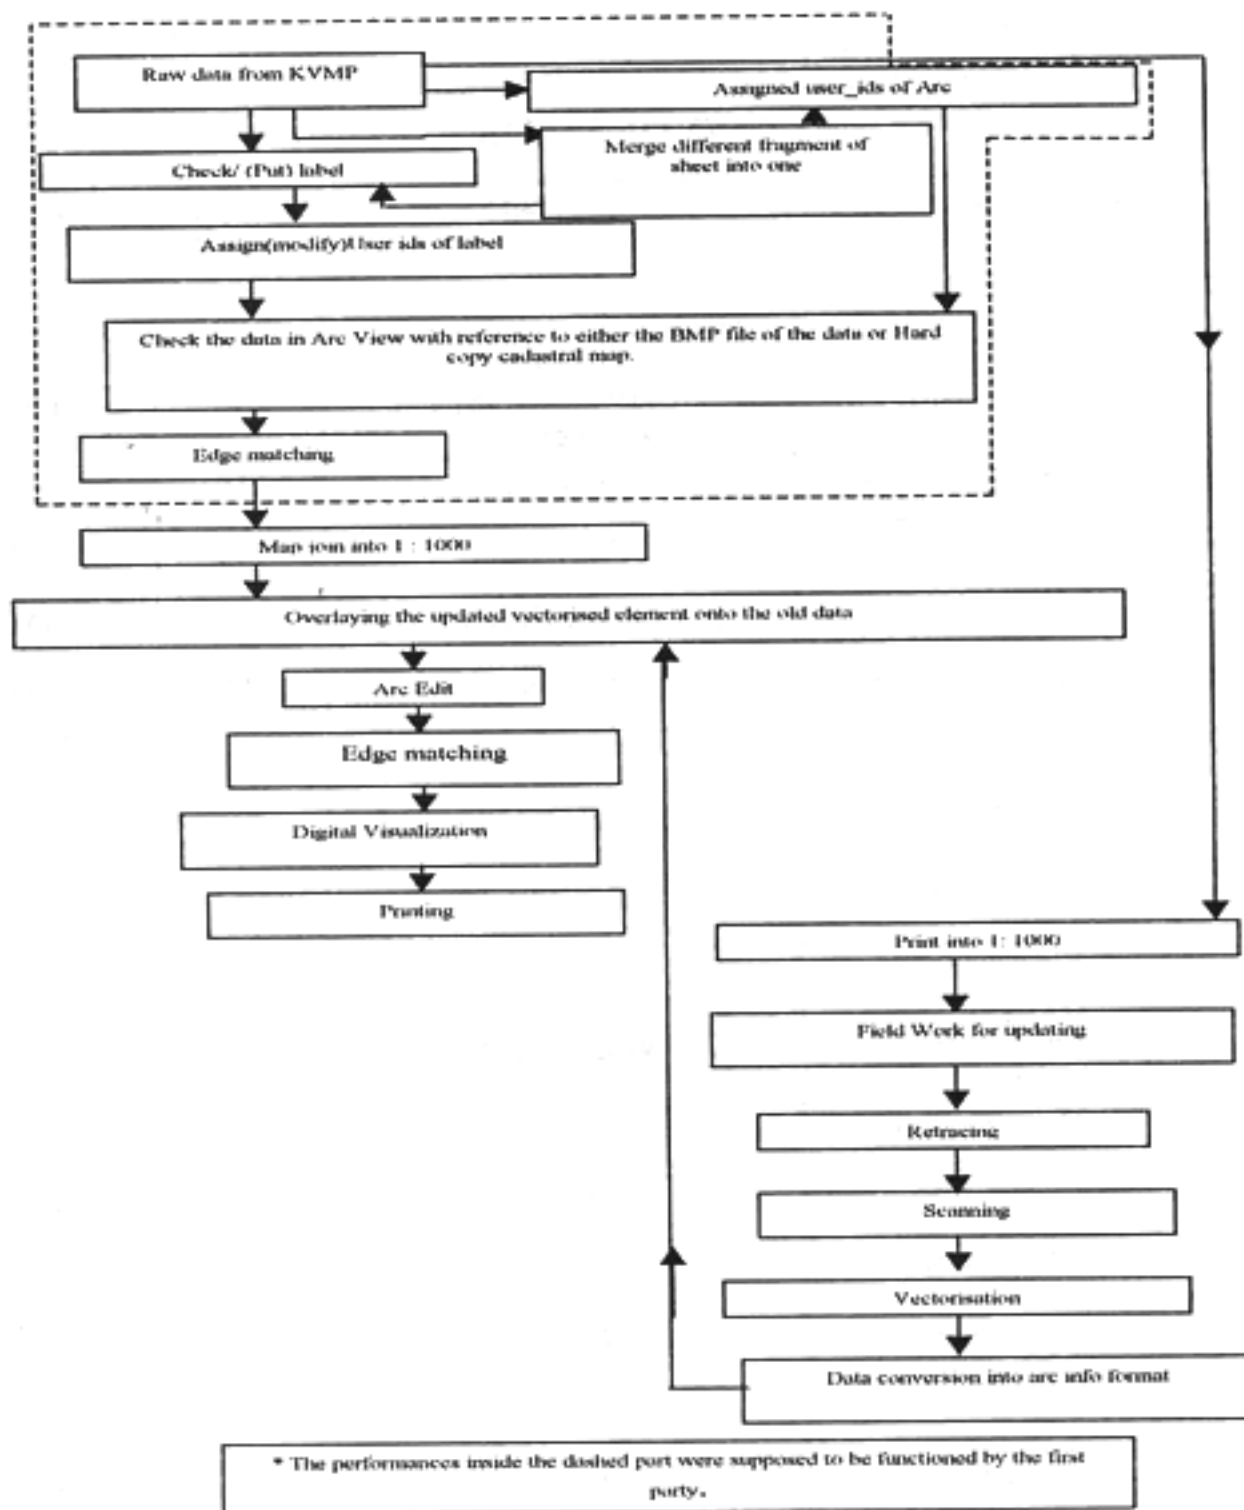 Raw data from KVMP
Assigned user_ids of Arc
Merge different fragment of
sheet into one
Check/ (Put) label
Assign(modify)User ids of label
Check the data in Arc View with reference to either the BMP file of the data or Hard
copy cadastral map.
Edge matching
Map join into 1 : 1000
Overlaying the updated vectorised element onto the old data
Arc Edit
Edge matching
Digital Visualization
Printing
Print into 1: 1000
Field Work for updating
Retracing
Scanning
Vectorisation
Data conversion into arc info format
* The performances inside the dashed part were supposed to be functioned by the first
party.